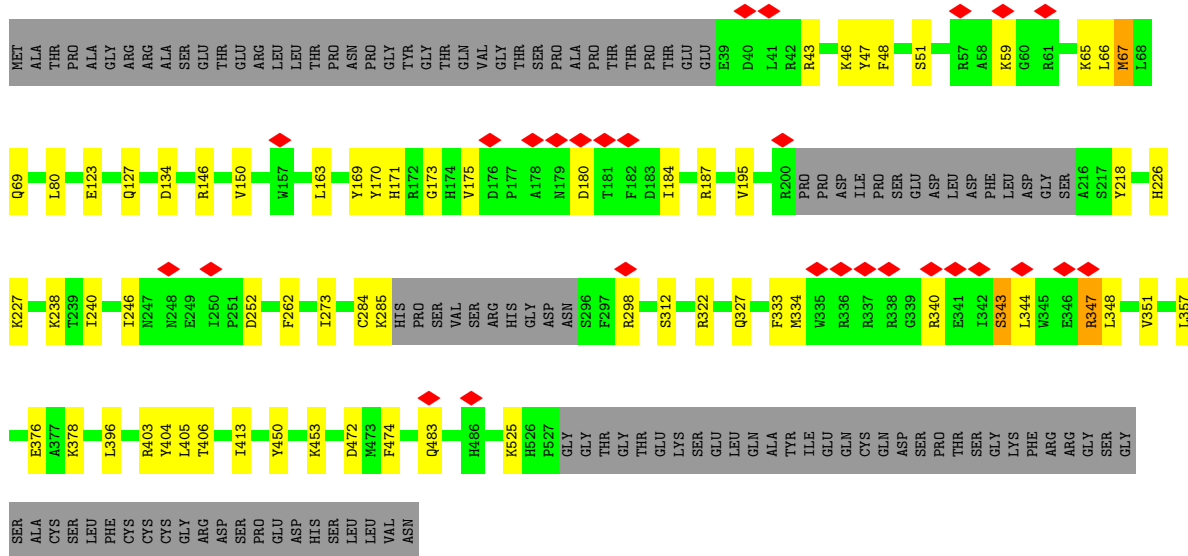 MET ALA THR PRO ALA GLY ARG ARG ALA SER GLU THR GLU ARG LEU LEU THR PRO ASN PRO GLY TYR GLY THR GLN VAL GLY THR SER PRO ALA PRO THR THR PRO THR GLU GLU E39 D40 L41 R42 R43 K46 Y47 F48 S51 R57 A58 K59 G60 R61 K65 L66 M67 L68
Q69 L80 E123 Q127 D134 R146 V150 W157 L163 Y169 Y170 H171 R172 G173 H174 V175 D176 P177 A178 N179 D180 T181 F182 D183 I184 R187 V195 R200 PRO PRO ASP ILE PRO SER GLU ASP LEU ASP PHE LEU ASP GLY SER A216 S217 Y218 H226
K227 K238 T239 I240 I246 N247 N248 E249 I250 P251 D252 F262 I273 C284 K285 HIS PRO SER VAL SER ARG HIS GLY ASP ASN S296 F297 R298 S312 R322 Q327 F333 M334 W335 R336 R337 R338 G339 R340 E341 I342 S343 L344 W345 E346 R347 L348 V351 L357
E376 A377 K378 L396 R403 Y404 L405 T406 I413 Y450 K453 D472 M473 F474 Q483 H486 K525 H526 P527 GLY GLY THR GLY THR GLU LYS SER GLU LEU GLN ALA TYR ILE GLU GLN CYS GLN ASP SER PRO THR SER GLY LYS PHE ARG ARG GLY SER GLY
SER ALA CYS SER LEU PHE CYS CYS CYS GLY ARG ASP SER PRO GLU ASP HIS SER LEU LEU VAL ASN